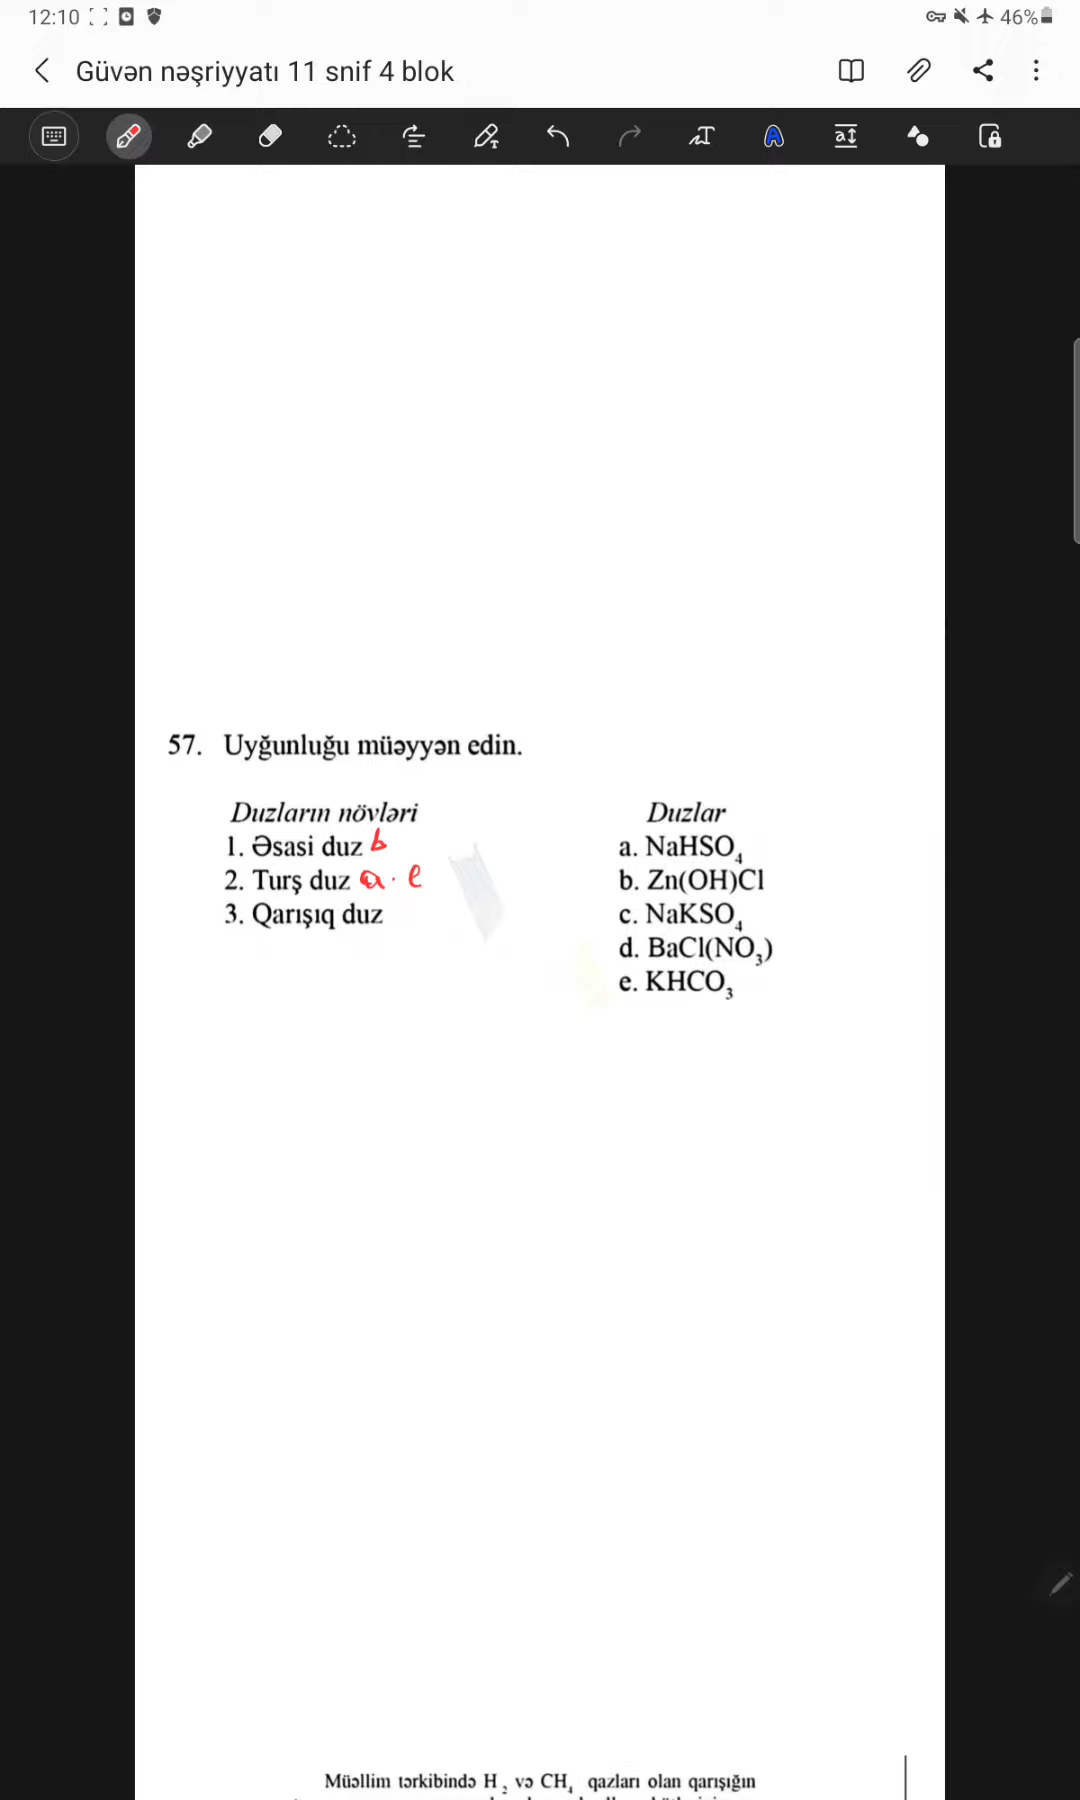 12:10
46%
Güvən nəşriyyatı 11 sinif 4 blok
57. Uyğunluğu müəyyən edin.
Duzların növləri
1. Əsasi duz b
2. Turş duz a. e
3. Qarışıq duz
Duzlar
a. NaHSO₄
b. Zn(OH)Cl
c. NaKSO₄
d. BaCl(NO₃)
e. KHCO₃
Müəllim tərkibində H₂ və CH₄ qazları olan qarışığın